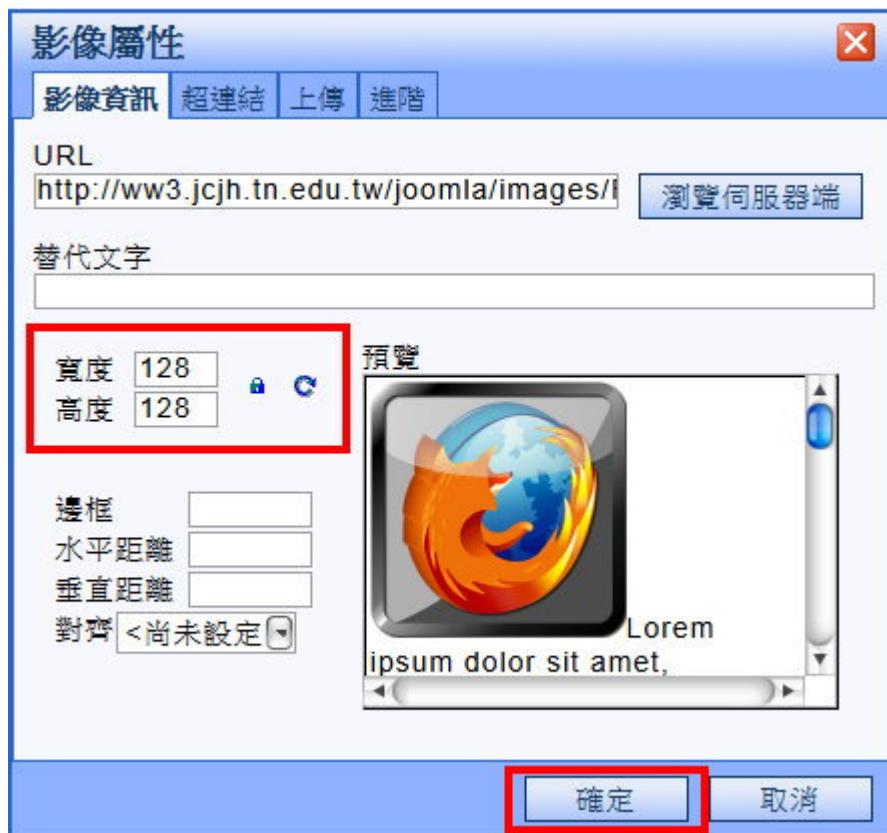 影像屬性
影像資訊 超連結 上傳 進階
URL
http://ww3.jcjh.tn.edu.tw/joomla/images/
瀏覽伺服器端
替代文字
寬度 128
高度 128
預覽
邊框
水平距離
垂直距離
對齊 <尚未設定
Lorem
ipsum dolor sit amet,
確定 取消